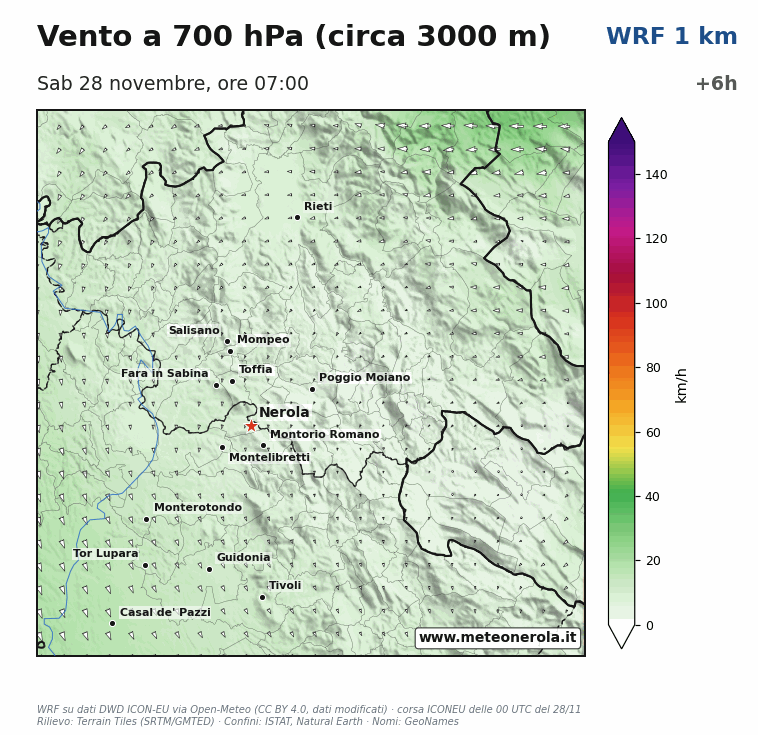 Vento a 700 hPa (circa 3000 m)
WRF 1 km
Sab 28 novembre, ore 07:00
+6h
Rieti
Salisano
Mompeo
Fara in Sabina
Toffia
Poggio Moiano
Nerola
Montorio Romano
Montelibretti
Monterotondo
Tor Lupara
Guidonia
Tivoli
Casal de' Pazzi
www.meteonerola.it
140
120
100
80
60
40
20
0
km/h
WRF su dati DWD ICON-EU via Open-Meteo (CC BY 4.0, dati modificati) · corsa ICONEU delle 00 UTC del 28/11
Rilievo: Terrain Tiles (SRTM/GMTED) · Confini: ISTAT, Natural Earth · Nomi: GeoNames